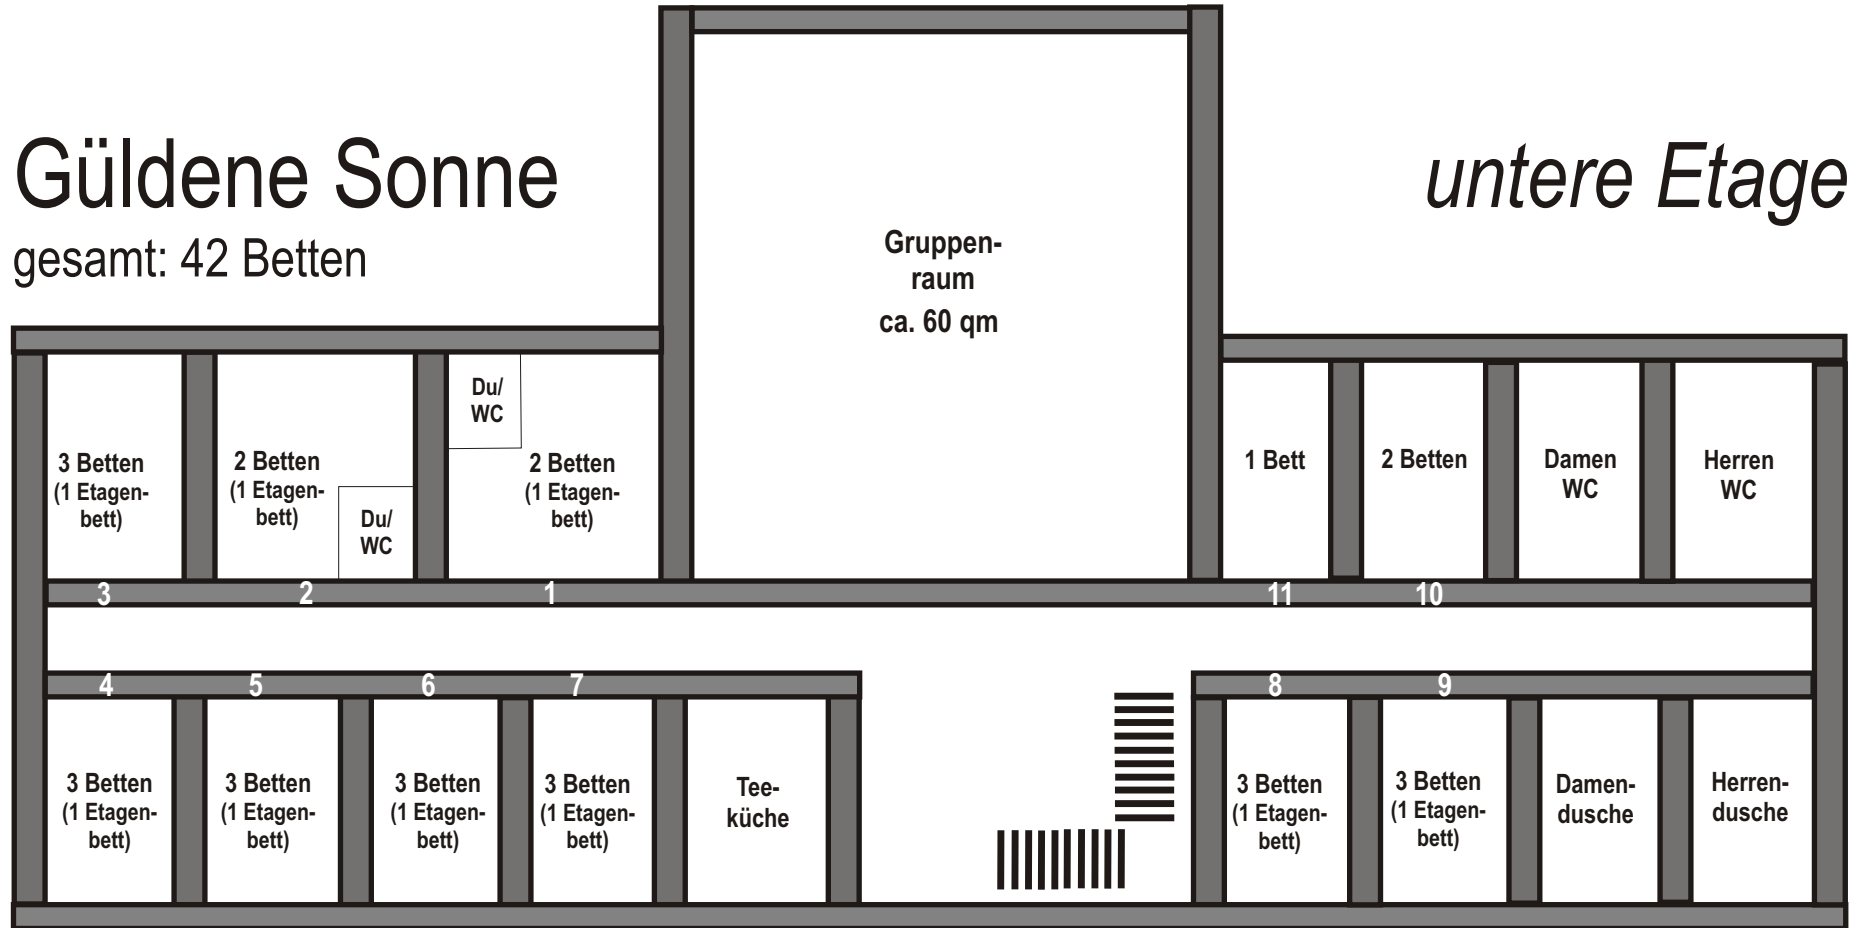 Güldene Sonne
gesamt: 42 Betten
untere Etage
Gruppen-
raum
ca. 60 qm
3 Betten
(1 Etagen-
bett)
2 Betten
(1 Etagen-
bett)
Du/
WC
Du/
WC
2 Betten
(1 Etagen-
bett)
1 Bett
2 Betten
Damen
WC
Herren
WC
3
2
1
11
10
4
5
6
7
8
9
3 Betten
(1 Etagen-
bett)
3 Betten
(1 Etagen-
bett)
3 Betten
(1 Etagen-
bett)
3 Betten
(1 Etagen-
bett)
Tee-
küche
3 Betten
(1 Etagen-
bett)
3 Betten
(1 Etagen-
bett)
Damen-
dusche
Herren-
dusche